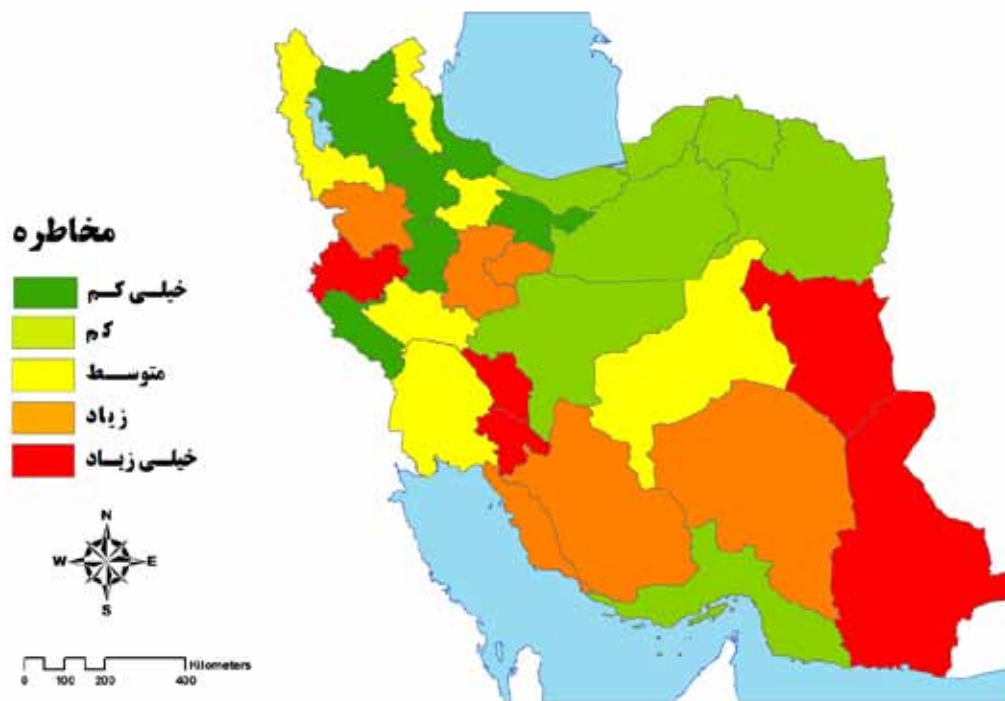 مخاطره
خیلی کم
کم
متوسط
زیاد
خیلی زیاد
N
W E
S
Kilometers
0 100 200 400